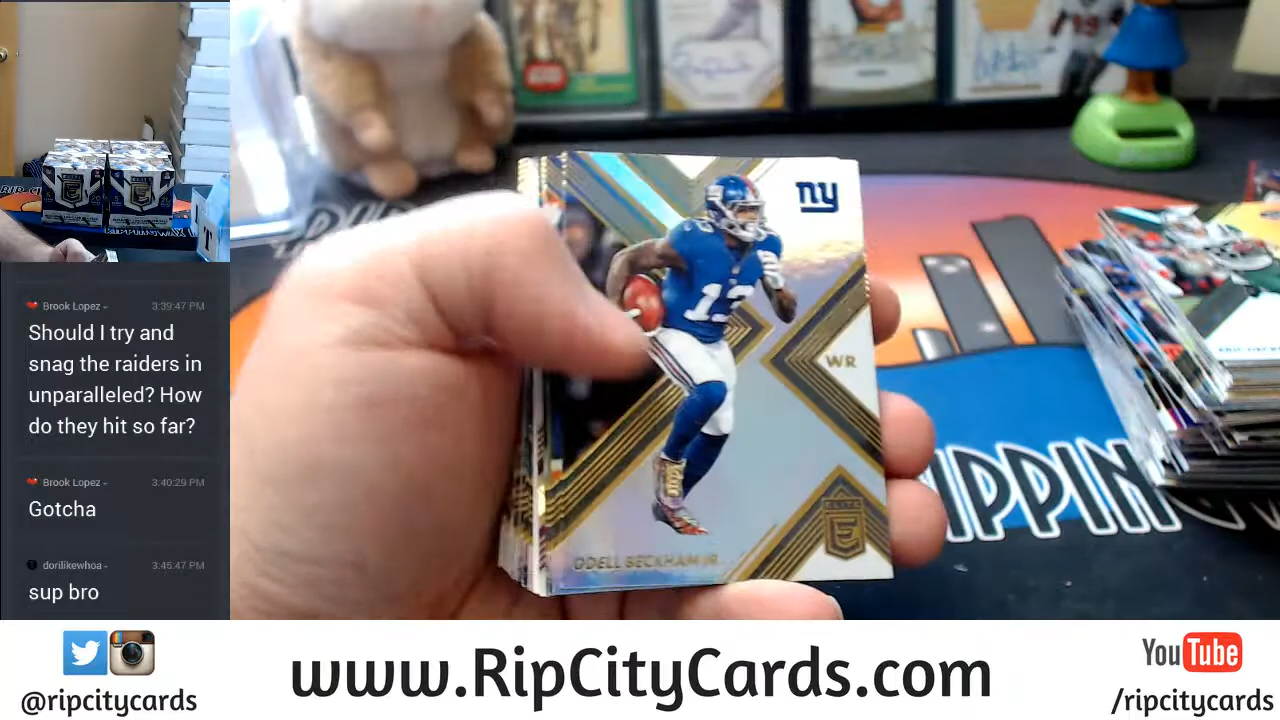 Brook Lopez - 3:39:47 PM
Should I try and
snag the raiders in
unparalleled? How
do they hit so far?
Brook Lopez - 3:40:29 PM
Gotcha
dorilikewhoa - 3:45:47 PM
sup bro
ny
13
WR
ELITE
E
ODELL BECKHAM JR.
RIPPIN
@ripcitycards
www.RipCityCards.com
YouTube
/ripcitycards